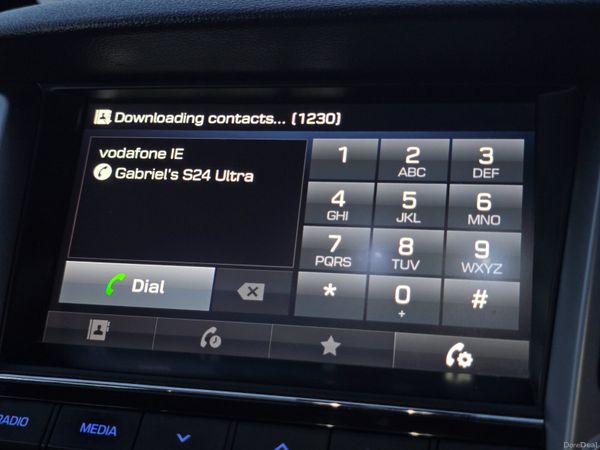 Downloading contacts... (1230)
vodafone IE
Gabriel's S24 Ultra
1
2
ABC
3
DEF
4
GHI
5
JKL
6
MNO
7
PQRS
8
TUV
9
WXYZ
*
0
+
#
Dial
RADIO
MEDIA
DoneDeal